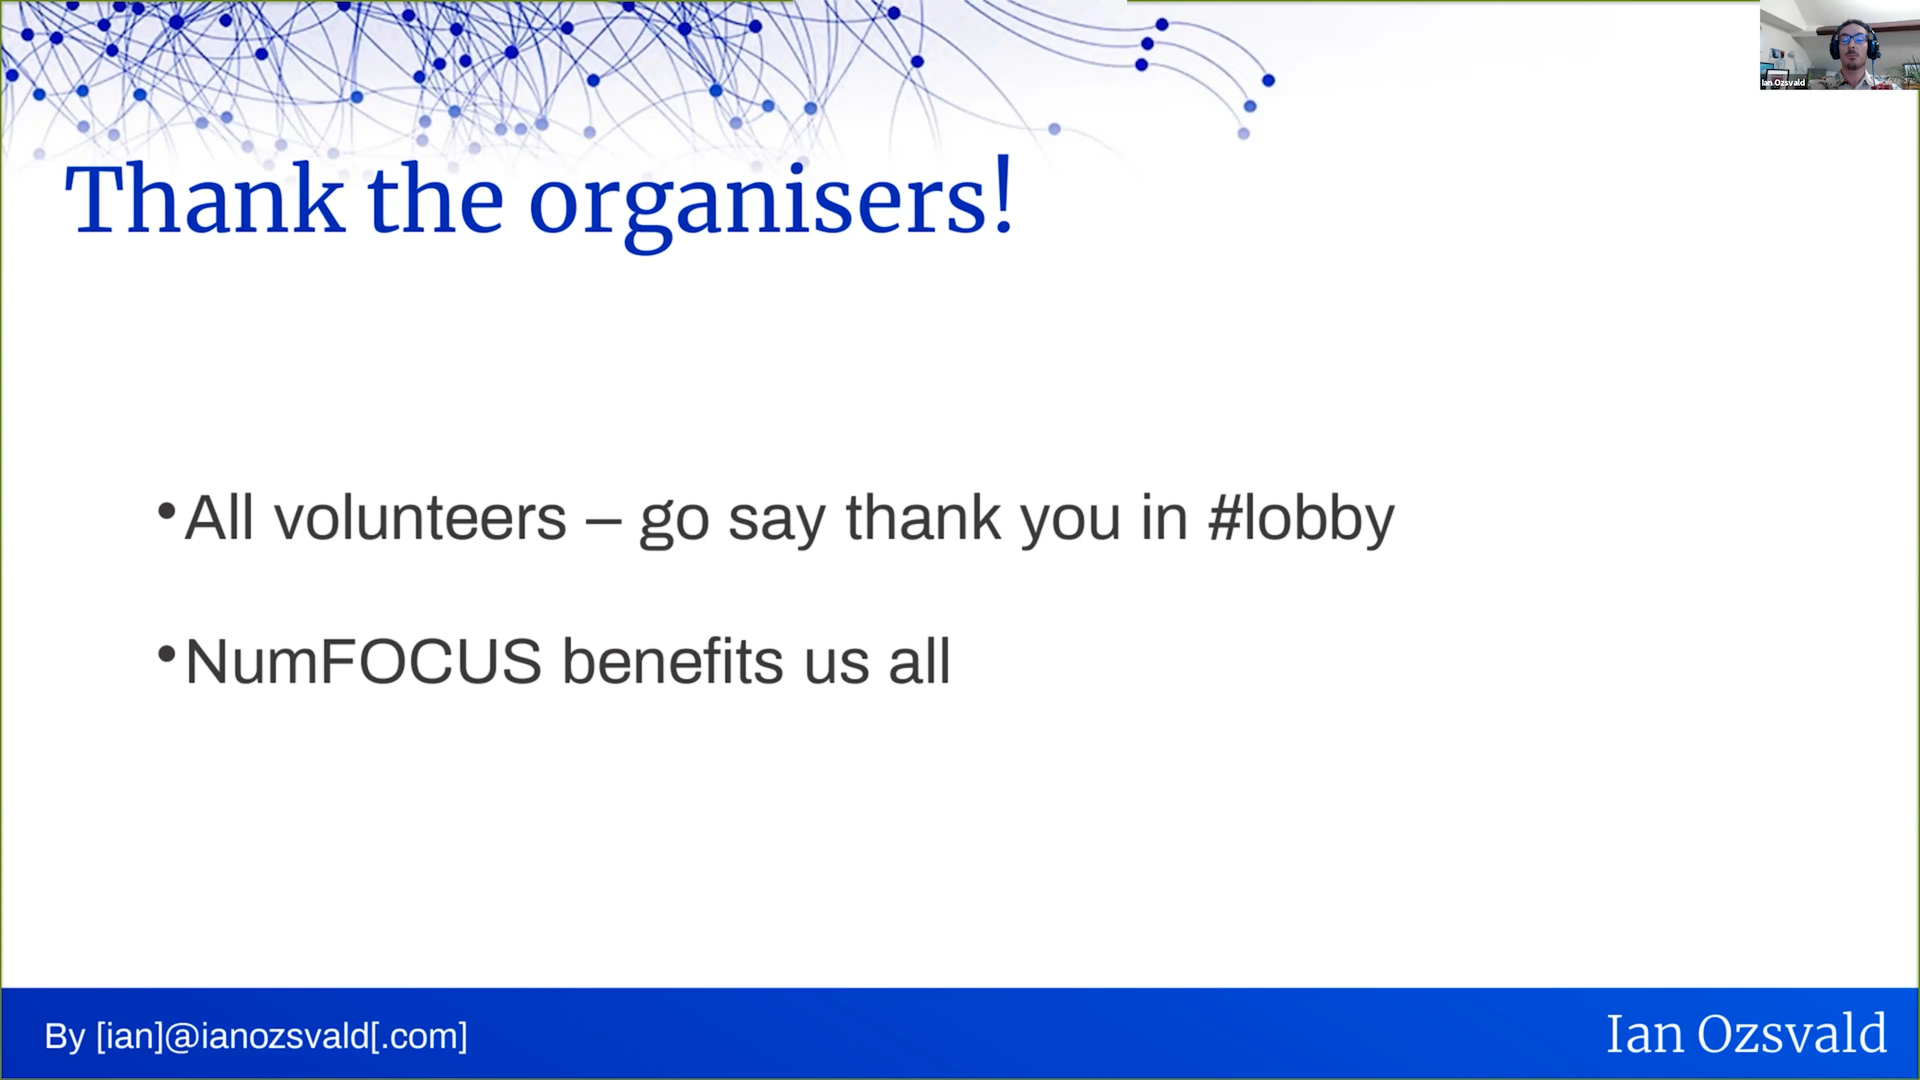 Ian Ozsvald
Thank the organisers!
•All volunteers – go say thank you in #lobby
•NumFOCUS benefits us all
By [ian]@ianozsvald[.com]
Ian Ozsvald